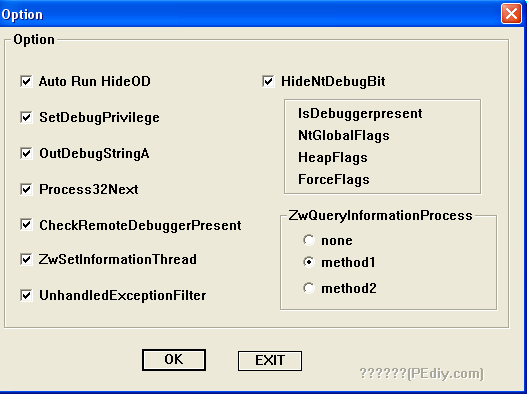 Option
Option
Auto Run HideOD
SetDebugPrivilege
OutDebugStringA
Process32Next
CheckRemoteDebuggerPresent
ZwSetInformationThread
UnhandledExceptionFilter
HideNtDebugBit
IsDebuggerpresent
NtGlobalFlags
HeapFlags
ForceFlags
ZwQueryInformationProcess
none
method1
method2
OK
EXIT
??????(PEdiy.com)